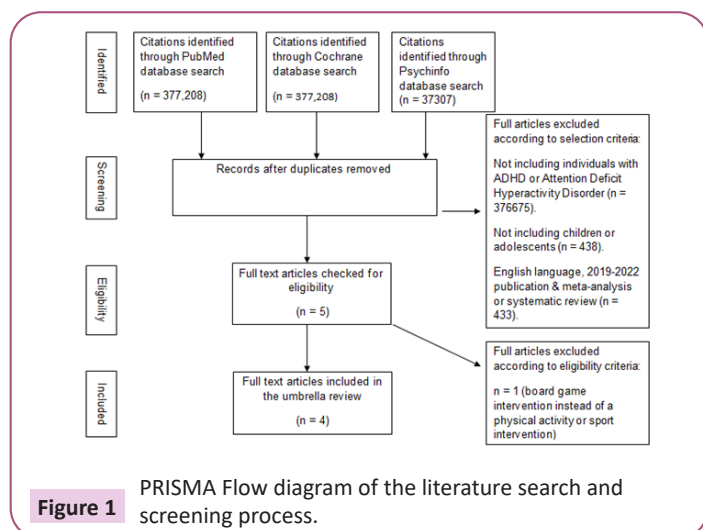 Identified
Citations identified
through PubMed
database search
(n = 377,208)
Citations identified
through Cochrane
database search
(n = 377,208)
Citations
identified through
Psychinfo
database search
(n = 37307)
Screening
Records after duplicates removed
Full articles excluded
according to selection criteria:
Not including individuals with
ADHD or Attention Deficit
Hyperactivity Disorder (n =
376675).
Not including children or
adolescents (n = 438).
English language, 2019-2022
publication & meta-analysis
or systematic review (n =
433).
Eligibility
Full text articles checked for
eligibility
(n = 5)
Full articles excluded
according to eligibility criteria:
n = 1 (board game
intervention instead of a
physical activity or sport
intervention)
Included
Full text articles included in
the umbrella review
(n = 4)
Figure 1
PRISMA Flow diagram of the literature search and
screening process.